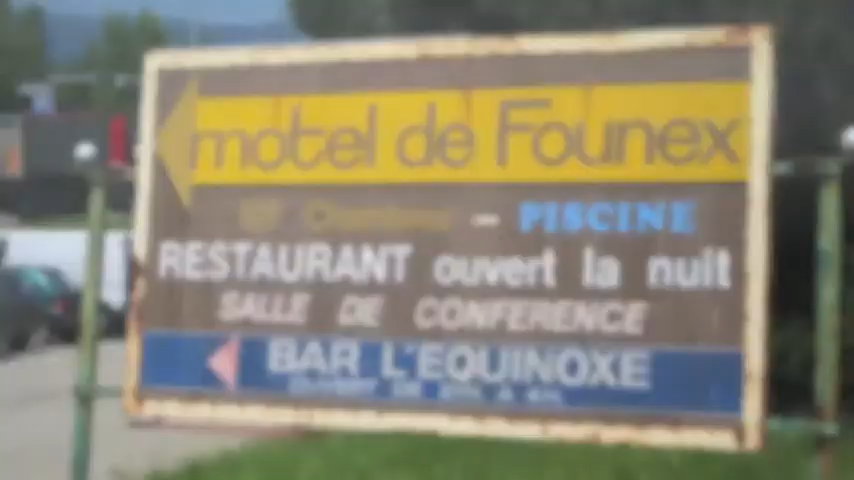 motel de Founex
– PISCINE
RESTAURANT ouvert la nuit
SALLE DE CONFERENCE
BAR L'EQUINOXE